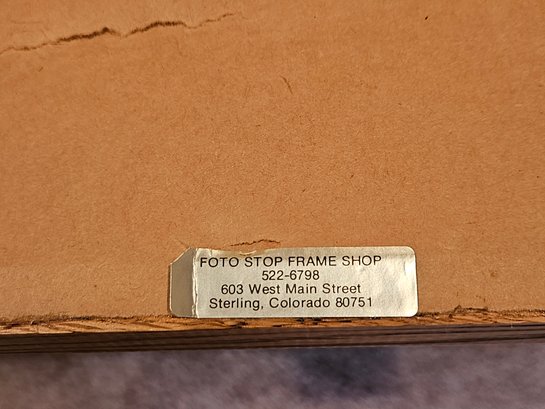 FOTO STOP FRAME SHOP
522-6798
603 West Main Street
Sterling, Colorado 80751